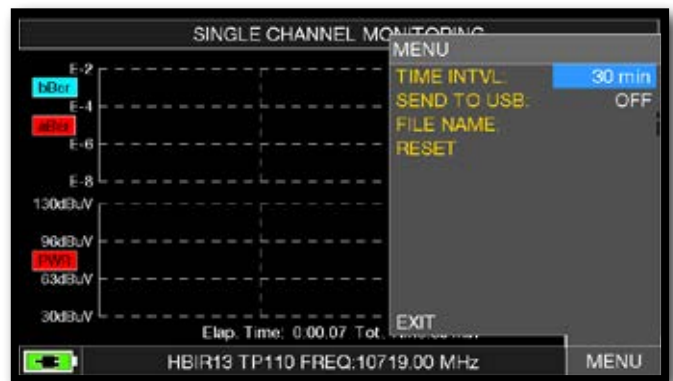 SINGLE CHANNEL MONITORING
MENU
TIME INTVL: 30 min
SEND TO USB: OFF
FILE NAME:
RESET
EXIT
E-2
bBer
E-4
aBer
E-6
E-8
130dBuV
96dBuV
PWR
63dBuV
30dBuV
Elap. Time: 0:00.07 Tot.
HBIR13 TP110 FREQ:10719.00 MHz
MENU